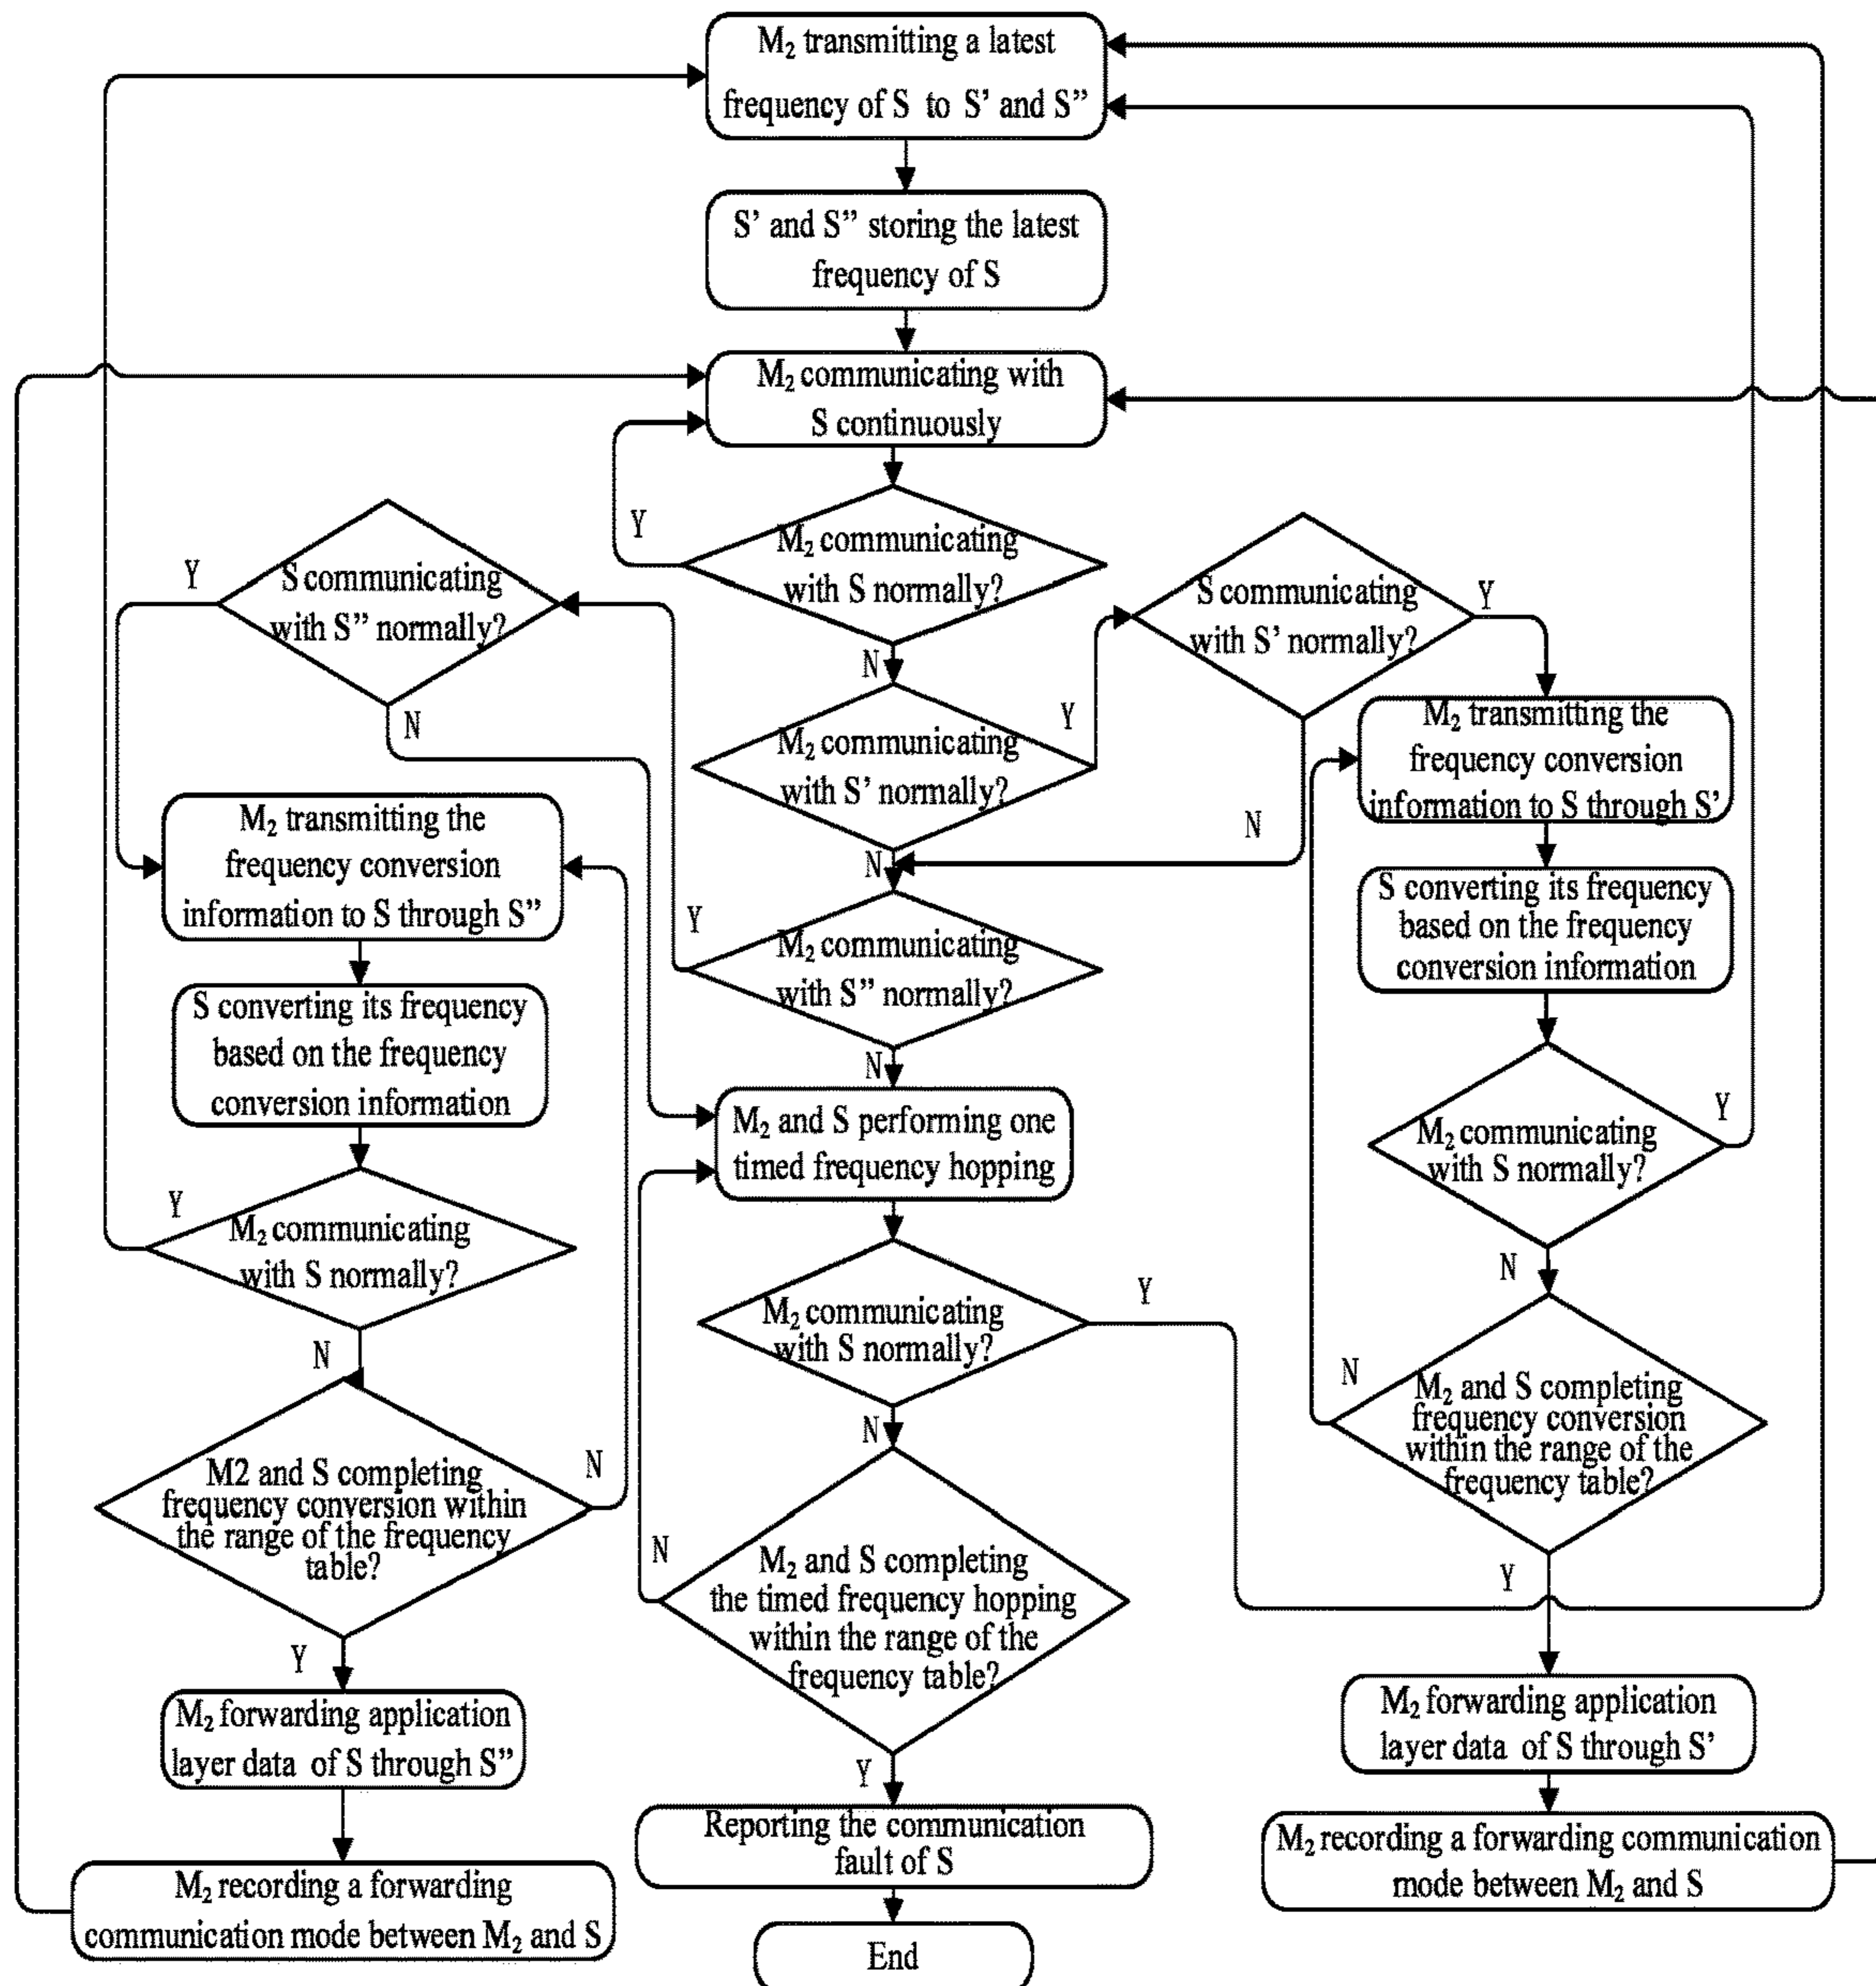 M₂ transmitting a latest
frequency of S to S’ and S”
S’ and S” storing the latest
frequency of S
M₂ communicating with
S continuously
Y
M₂ communicating
with S normally?
N
Y
S communicating
with S” normally?
N
S communicating
with S’ normally?
Y
N
M₂ communicating
with S’ normally?
Y
N
M₂ transmitting the
frequency conversion
information to S through S’
M₂ transmitting the
frequency conversion
information to S through S”
S converting its frequency
based on the frequency
conversion information
Y
M₂ communicating
with S” normally?
N
S converting its frequency
based on the frequency
conversion information
M₂ and S performing one
timed frequency hopping
M₂ communicating
with S normally?
Y
N
Y
M₂ communicating
with S normally?
N
M₂ communicating
with S normally?
Y
N
N
M₂ and S completing
frequency conversion
within the range of the
frequency table?
Y
M2 and S completing
frequency conversion within
the range of the frequency
table?
N
Y
N
M₂ and S completing
the timed frequency hopping
within the range of the
frequency table?
Y
M₂ forwarding application
layer data of S through S”
M₂ forwarding application
layer data of S through S’
Reporting the communication
fault of S
M₂ recording a forwarding communication
mode between M₂ and S
M₂ recording a forwarding
communication mode between M₂ and S
End